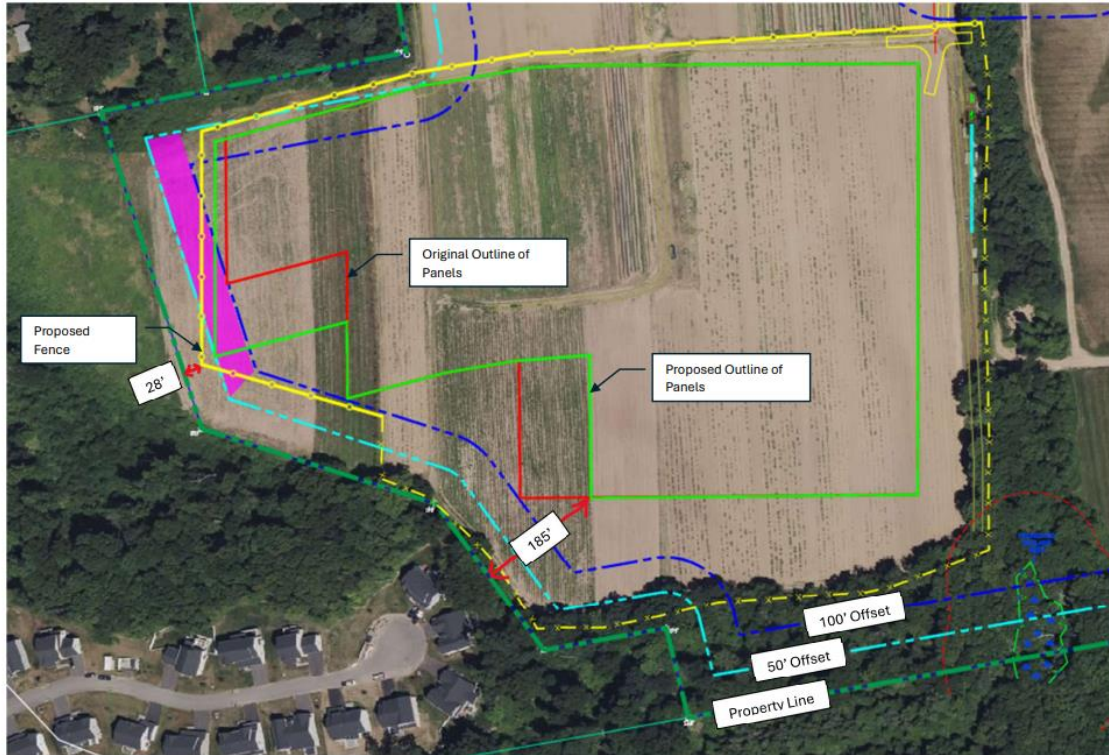 Original Outline of
Panels
Proposed
Fence
28'
Proposed Outline of
Panels
185'
100' Offset
50' Offset
Property Line